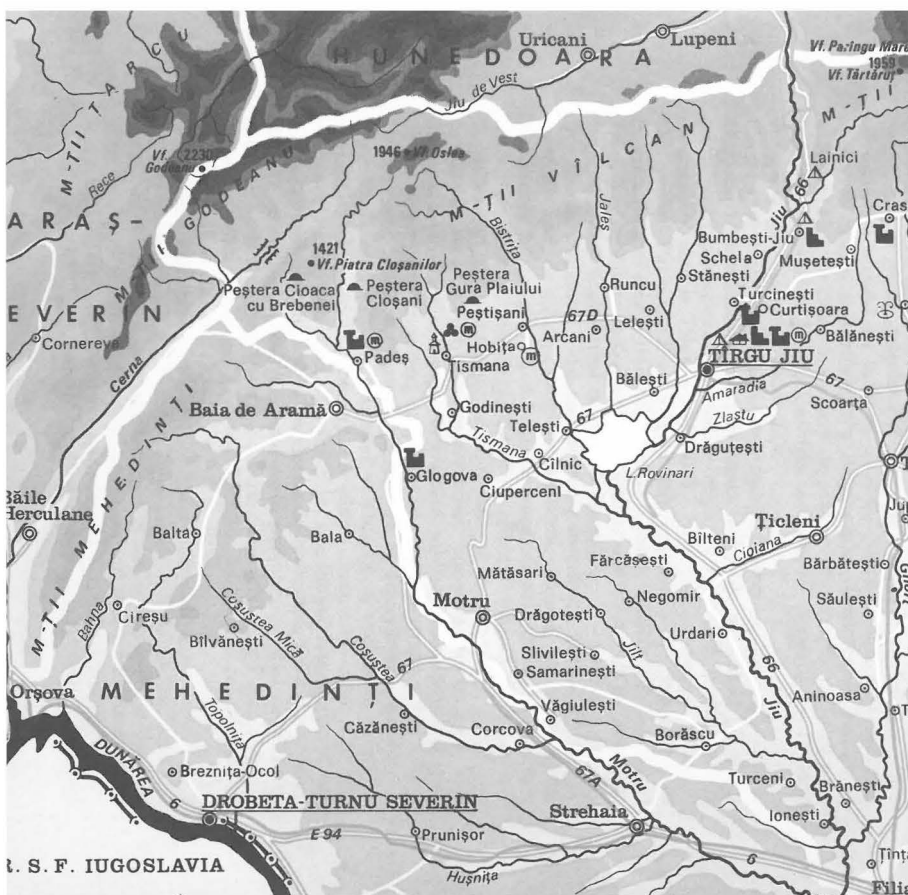 HUNEDOARA
Uricani
Lupeni
Vf. Paringu Mare
1959
Vf. Târtărău
M-ȚII ȚARCU
Jiu de Vest
M-ȚII
Vf. 2230
Godeanu
M-ȚII GODEANU
1946 Vf. Oslea
M-ȚII VÎLCAN
Lainici
66
Rece
Jiu
Cras
ARAȘ-
Bistrița
Jaleș
Bumbești-Jiu
Schela
Mușetești
1421
Vf. Piatra Cloșanilor
Stănești
Peștera Cioaca
cu Brebenei
Peștera
Cloșani
Peștera
Gura Plaiului
Runcu
Turcinești
Curtișoara
EVERIN
Peștișani
67D
Lelești
Cornereva
Arcani
Bălănești
Padeș
m
m
Hobița
m
m
Tismana
TÎRGU JIU
Cerna
Bălești
Amaradia
67
Baia de Aramă
Godinești
Zlaștu
Scoarța
67
Telești
Tismana
Drăguțești
Cîlnic
L. Rovinari
Glogova
Ciuperceni
M-ȚII MEHEDINȚI
Băile
Herculane
Balta
Bala
Țicleni
Bilteni
Cioiana
Fărcășești
Bărbătești
Mătăsari
Negomir
Bahna
Cireșu
Coșuștea Mică
Motru
Drăgotești
Săulești
Bîlvănești
Urdari
Jilț
Slivilești
Coșuștea
67
Samarinești
66
Orșova
MEHEDINȚI
Jiu
Aninoasa
Topolnița
Văgiulești
Căzănești
Corcova
Borăscu
DUNĂREA
67A
Motru
Breznița-Ocol
Turceni
Brănești
6
DROBETA-TURNU SEVERIN
Strehaia
Ionești
E 94
Prunișor
R. S. F. IUGOSLAVIA
6
Hușnița
Filia